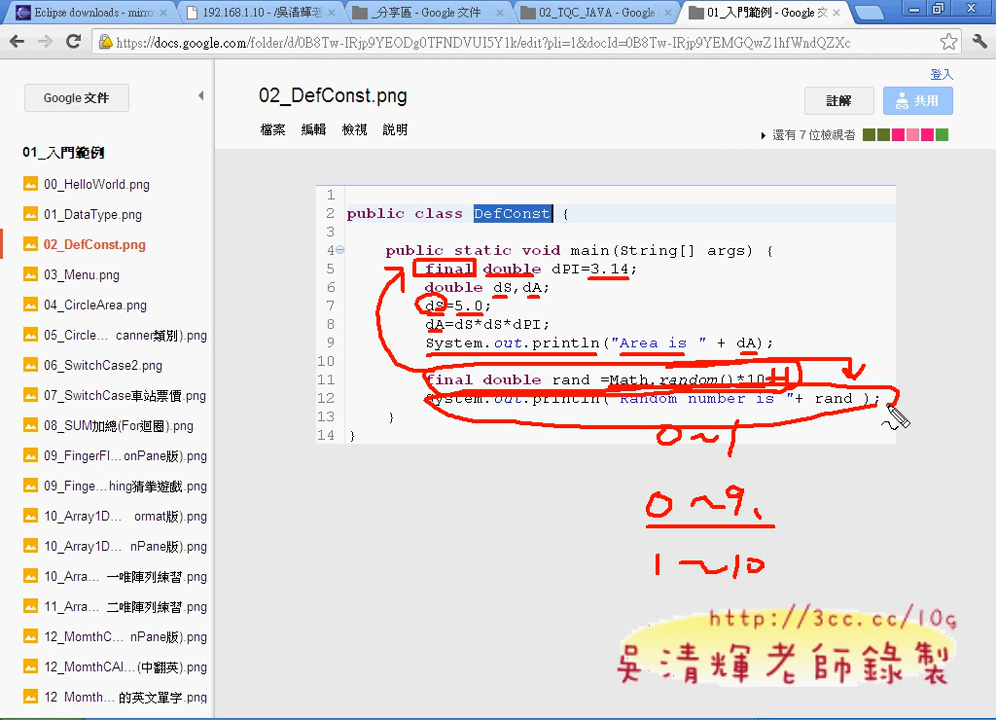 Eclipse downloads - mirro
192.168.1.10 - /吳清輝老
_分享區 - Google 文件
02_TQC_JAVA - Google
01_入門範例 - Google 文
https://docs.google.com/folder/d/0B8Tw-IRjp9YEODg0TFNDVUI5Y1k/edit?pli=1&docId=0B8Tw-IRjp9YEMGQwZ1hfWndQZXc
登入
Google 文件
02_DefConst.png
註解
共用
檔案 編輯 檢視 說明
還有 7 位檢視者
01_入門範例
00_HelloWorld.png
01_DataType.png
02_DefConst.png
03_Menu.png
04_CircleArea.png
05_Circle... canner類別).png
06_SwitchCase2.png
07_SwitchCase車站票價.png
08_SUM加總(For迴圈).png
09_FingerFl... onPane版).png
09_Finge... hing猜拳遊戲.png
10_Array1D... ormat版).png
10_Array1D... nPane版).png
10_Arra... 一唯陣列練習.png
11_Arra... 二唯陣列練習.png
12_MomthC... nPane版).png
12_MomthCAl... (中翻英).png
12 Momth... 的英文單字.png
1
2 public class DefConst {
3
4 public static void main(String[] args) {
5 final double dPI=3.14;
6 double dS,dA;
7 dS=5.0;
8 dA=dS*dS*dPI;
9 System.out.println("Area is " + dA);
10
11 final double rand =Math.random()*10+1
12 System.out.println("Random number is "+ rand );
13 }
14 }
0~1
0~9.
1~10
http://3cc.cc/10g
吳清輝老師錄製